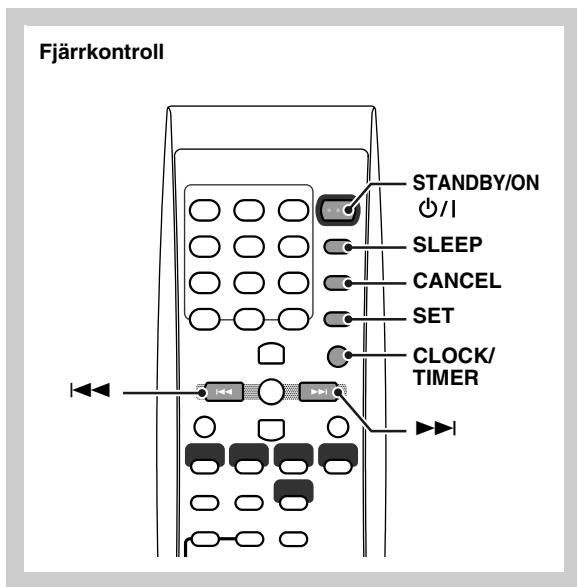 Fjärrkontroll
STANDBY/ON
⏻/I
SLEEP
CANCEL
SET
CLOCK/
TIMER